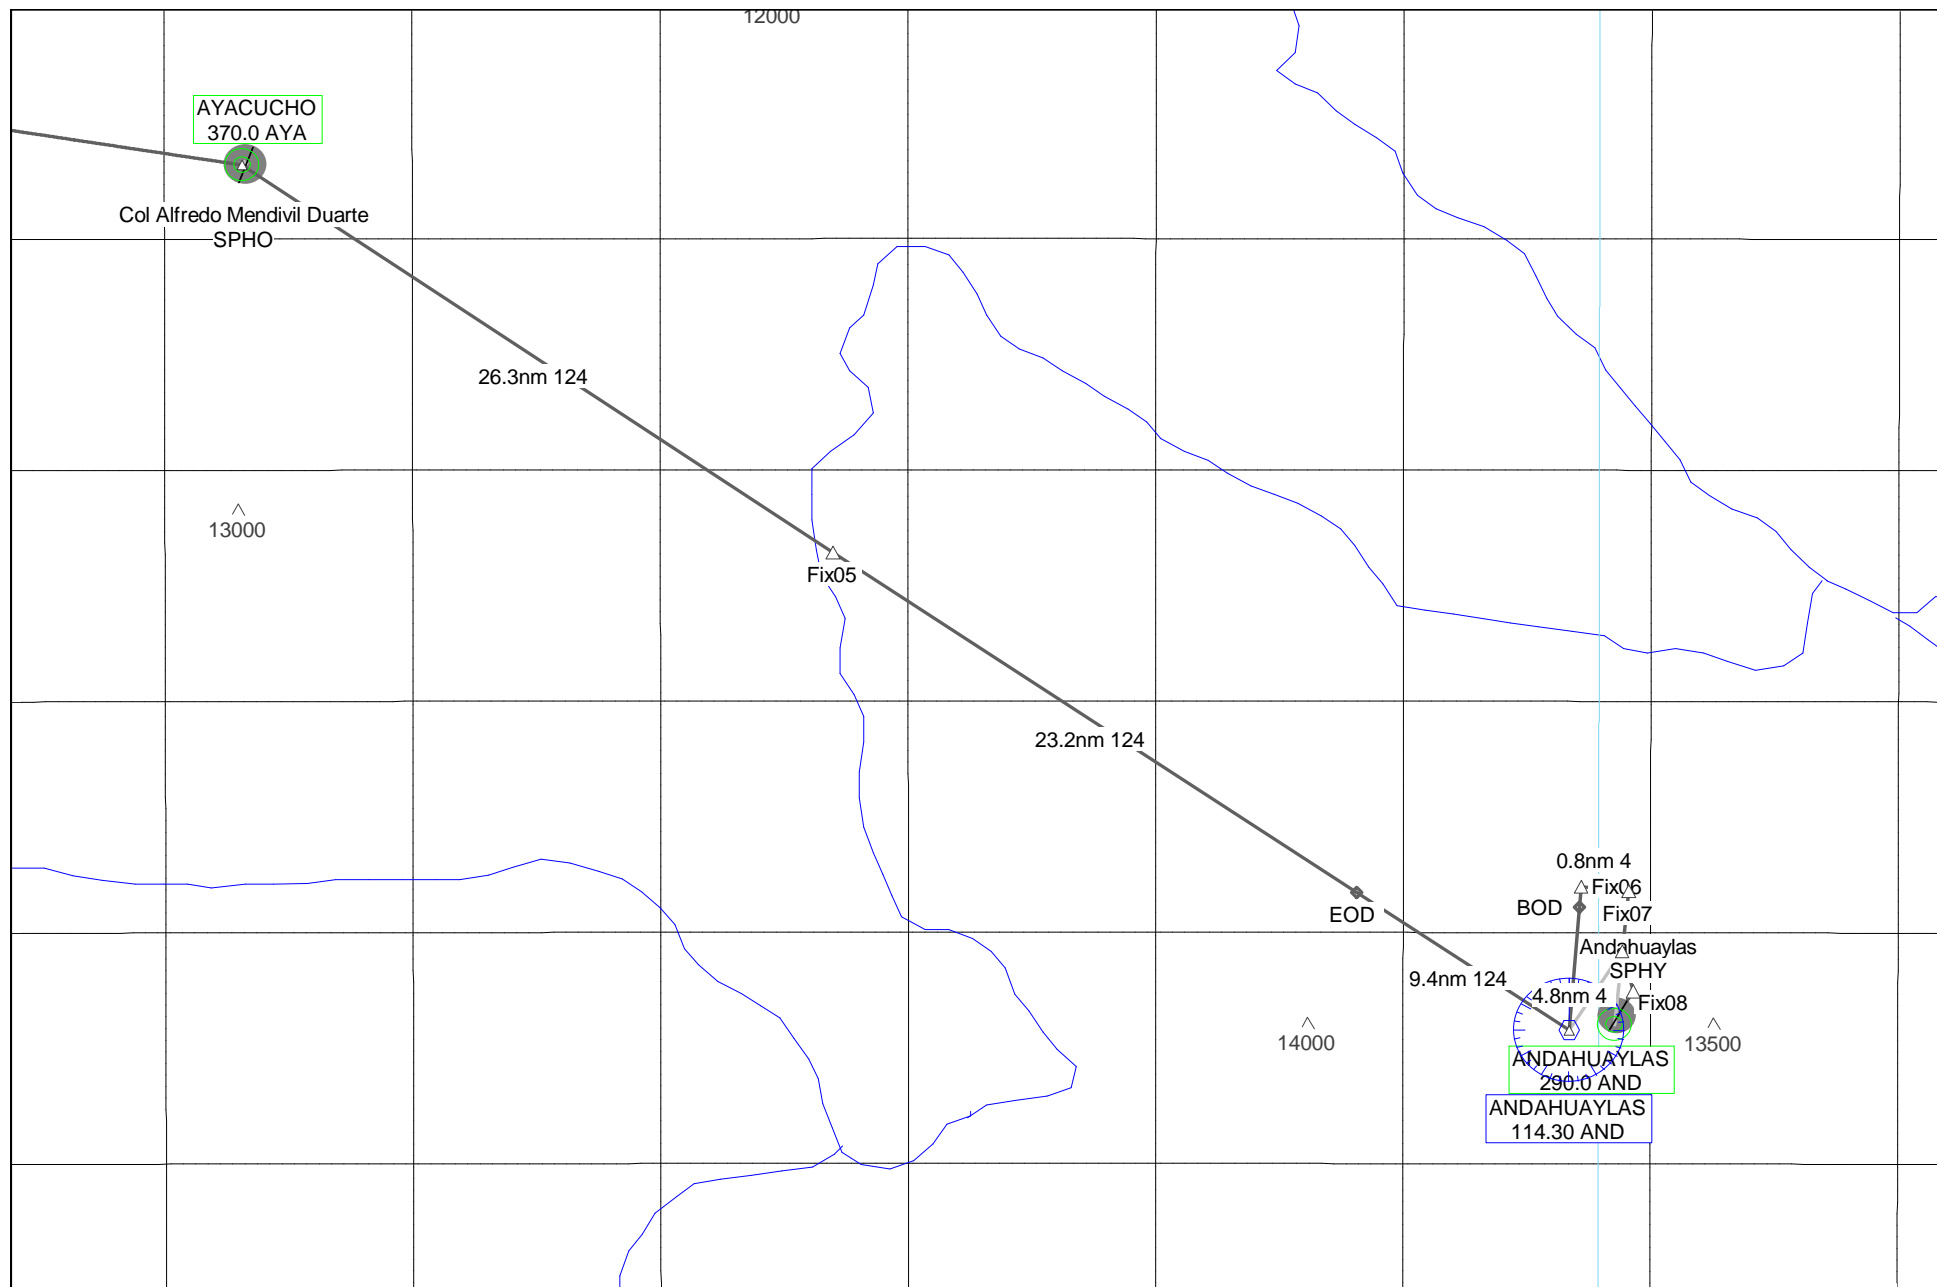 12000
AYACUCHO
370.0 AYA
Col Alfredo Mendivil Duarte
SPHO
26.3nm 124
13000
Fix05
23.2nm 124
0.8nm 4
Fix06
BOD
Fix07
EOD
Andahuaylas
SPHY
9.4nm 124
4.8nm 4
Fix08
14000
13500
ANDAHUAYLAS
290.0 AND
ANDAHUAYLAS
114.30 AND